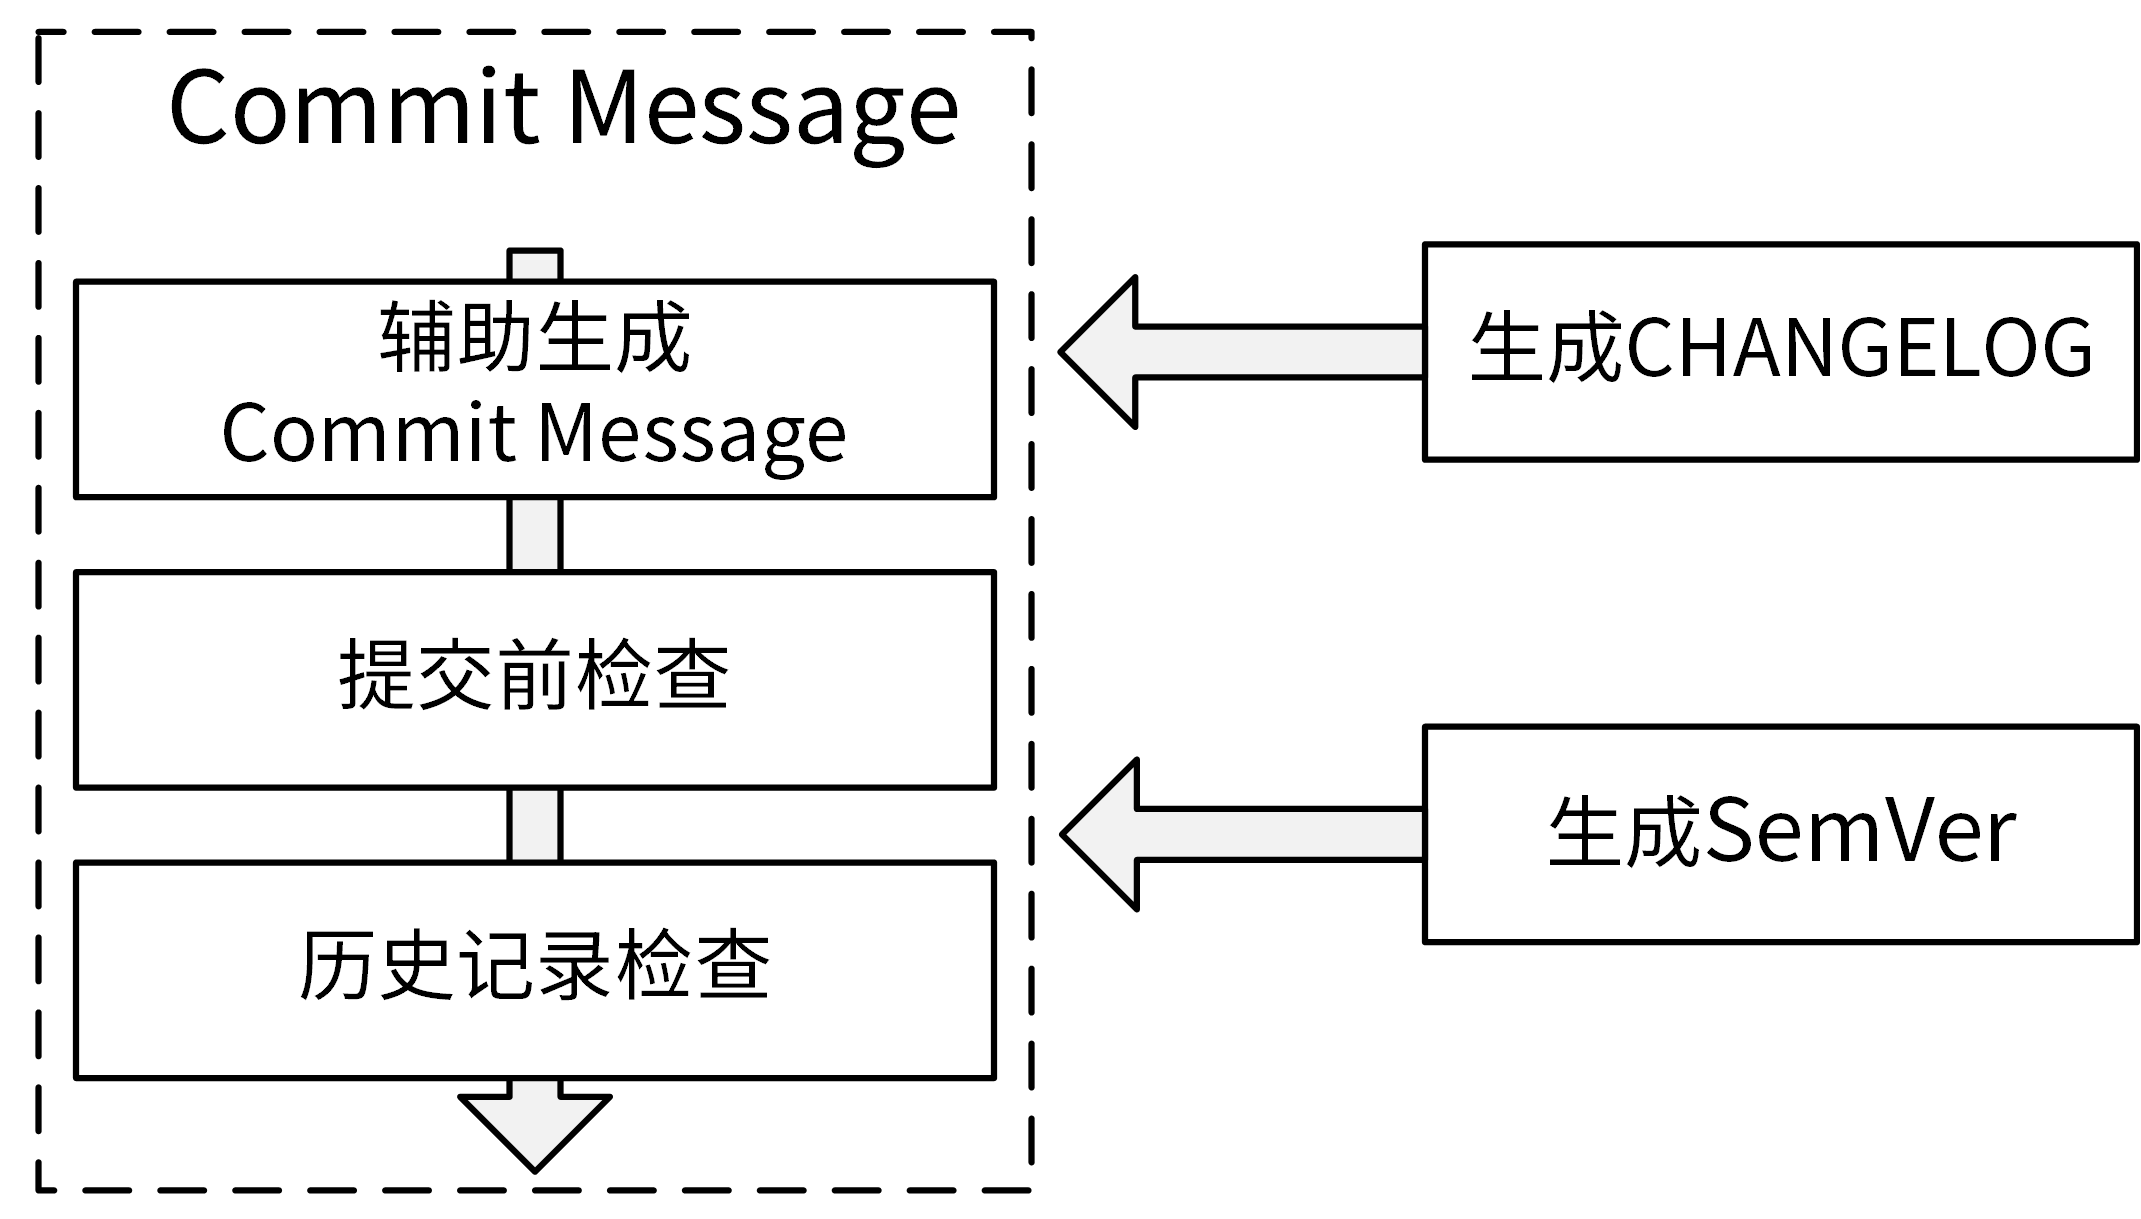 Commit Message
辅助生成
Commit Message
提交前检查
历史记录检查
生成CHANGELOG
生成SemVer